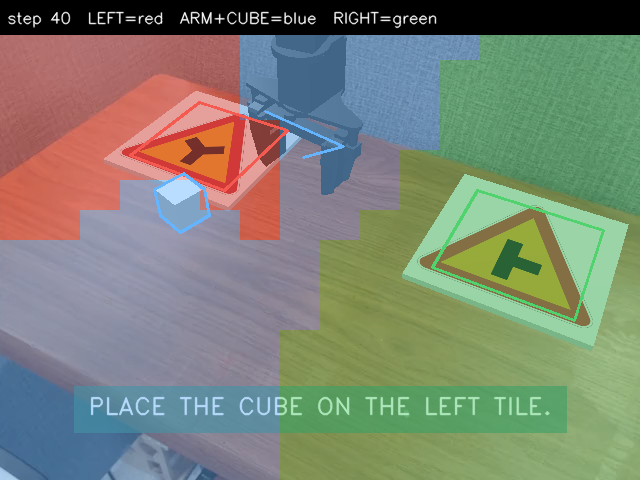 step 40 LEFT=red ARM+CUBE=blue RIGHT=green
PLACE THE CUBE ON THE LEFT TILE.